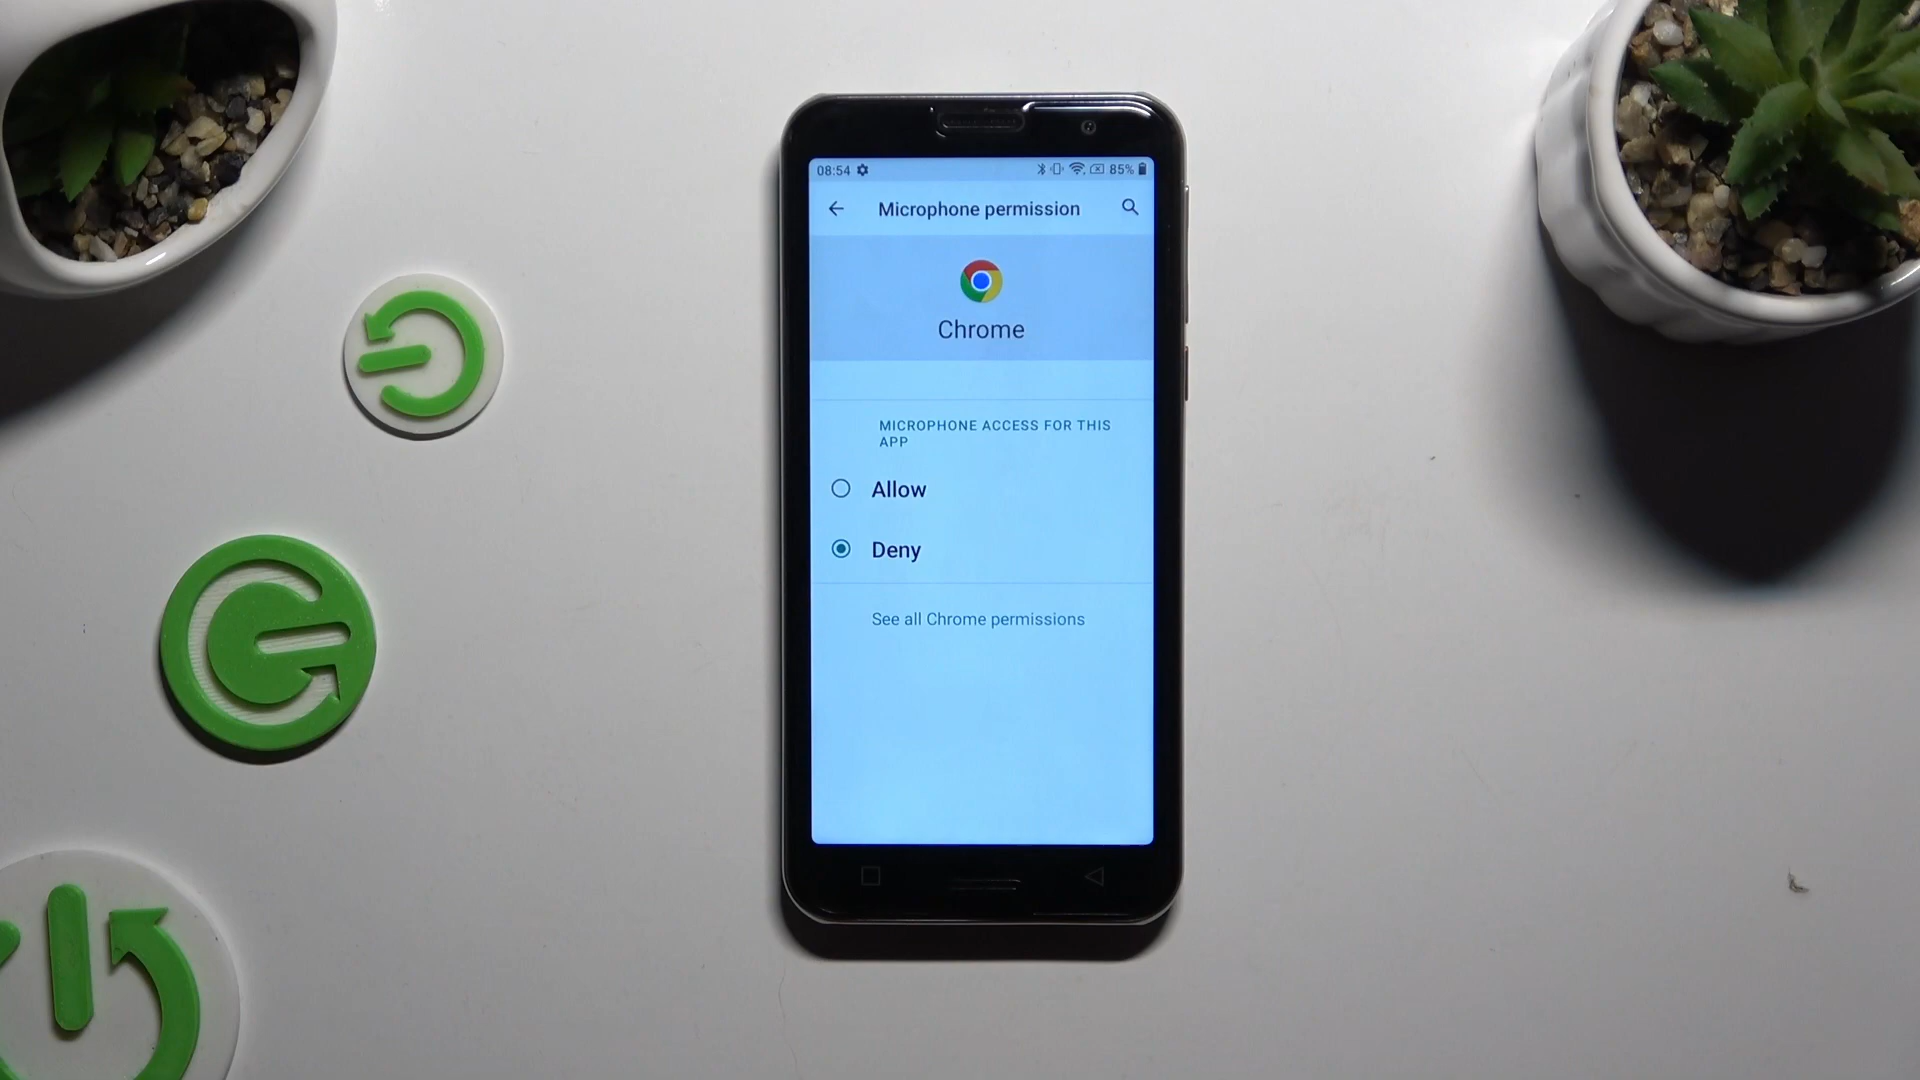 08:54 85%
Microphone permission
Chrome
MICROPHONE ACCESS FOR THIS
APP
Allow
Deny
See all Chrome permissions